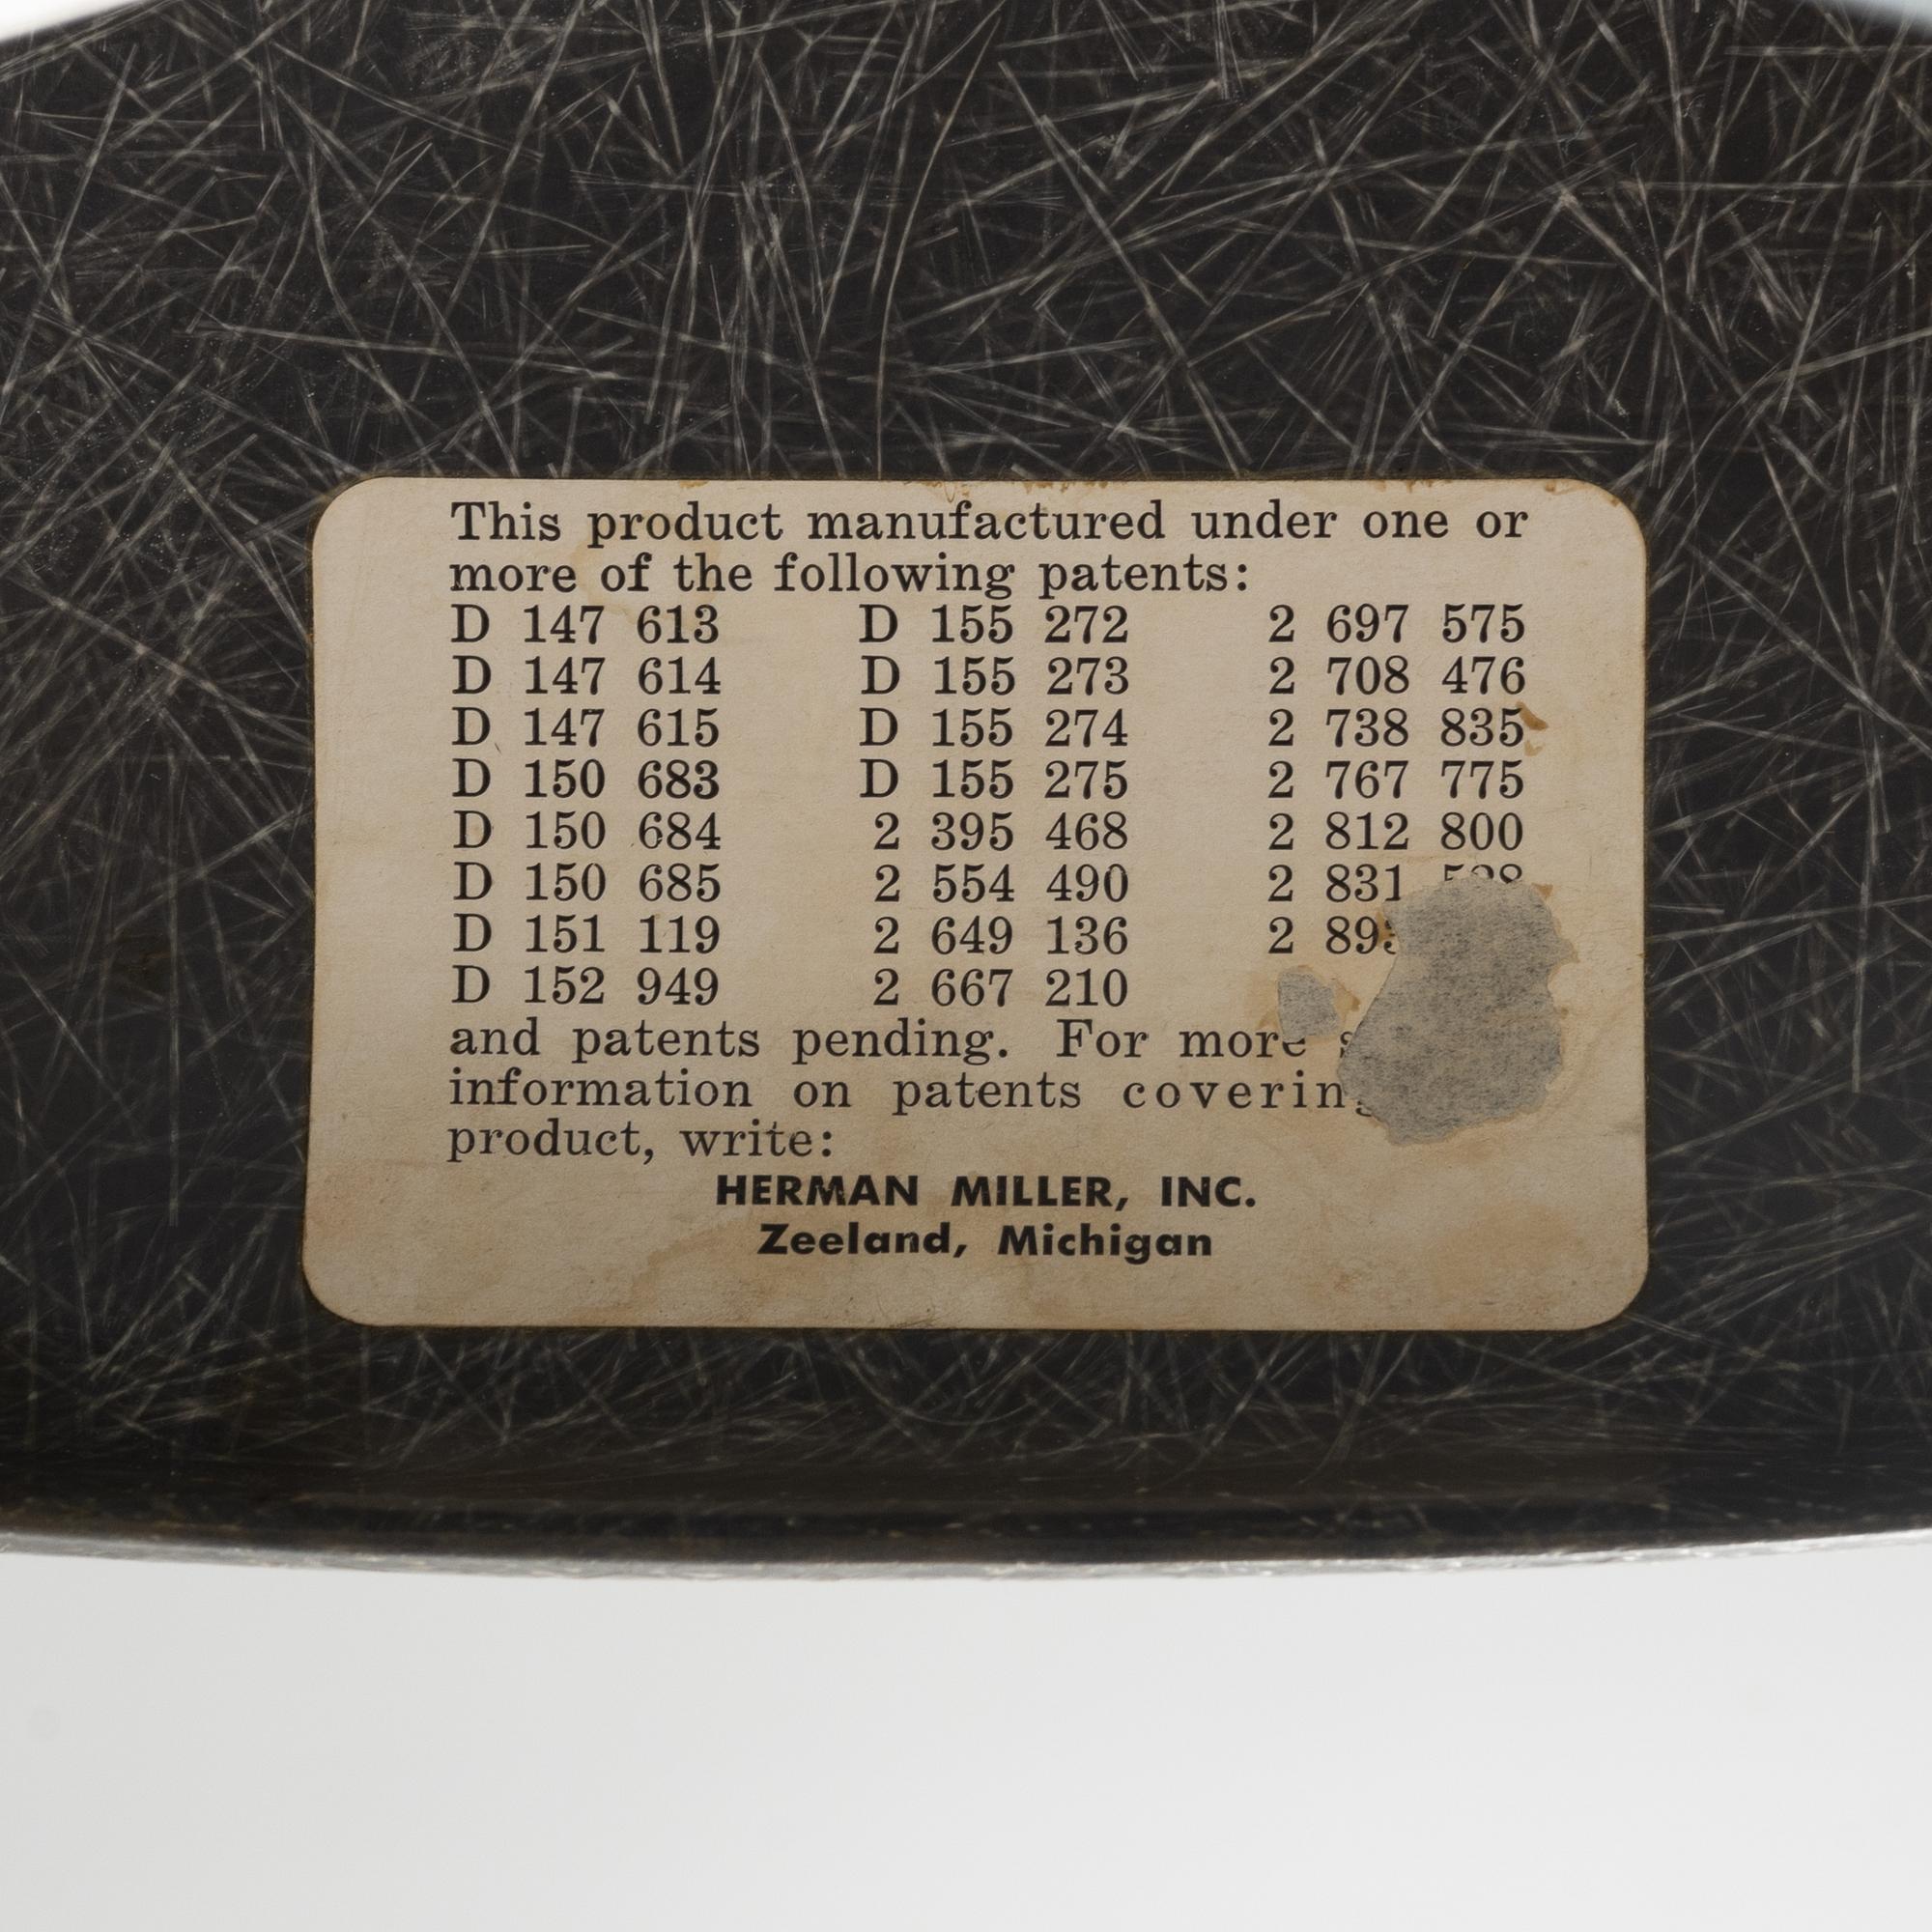 This product manufactured under one or
more of the following patents:
D 147 613 D 155 272 2 697 575
D 147 614 D 155 273 2 708 476
D 147 615 D 155 274 2 738 835
D 150 683 D 155 275 2 767 775
D 150 684 2 395 468 2 812 800
D 150 685 2 554 490 2 831
D 151 119 2 649 136 2
D 152 949 2 667 210
and patents pending. For more
information on patents covering
product, write:
HERMAN MILLER, INC.
Zeeland, Michigan